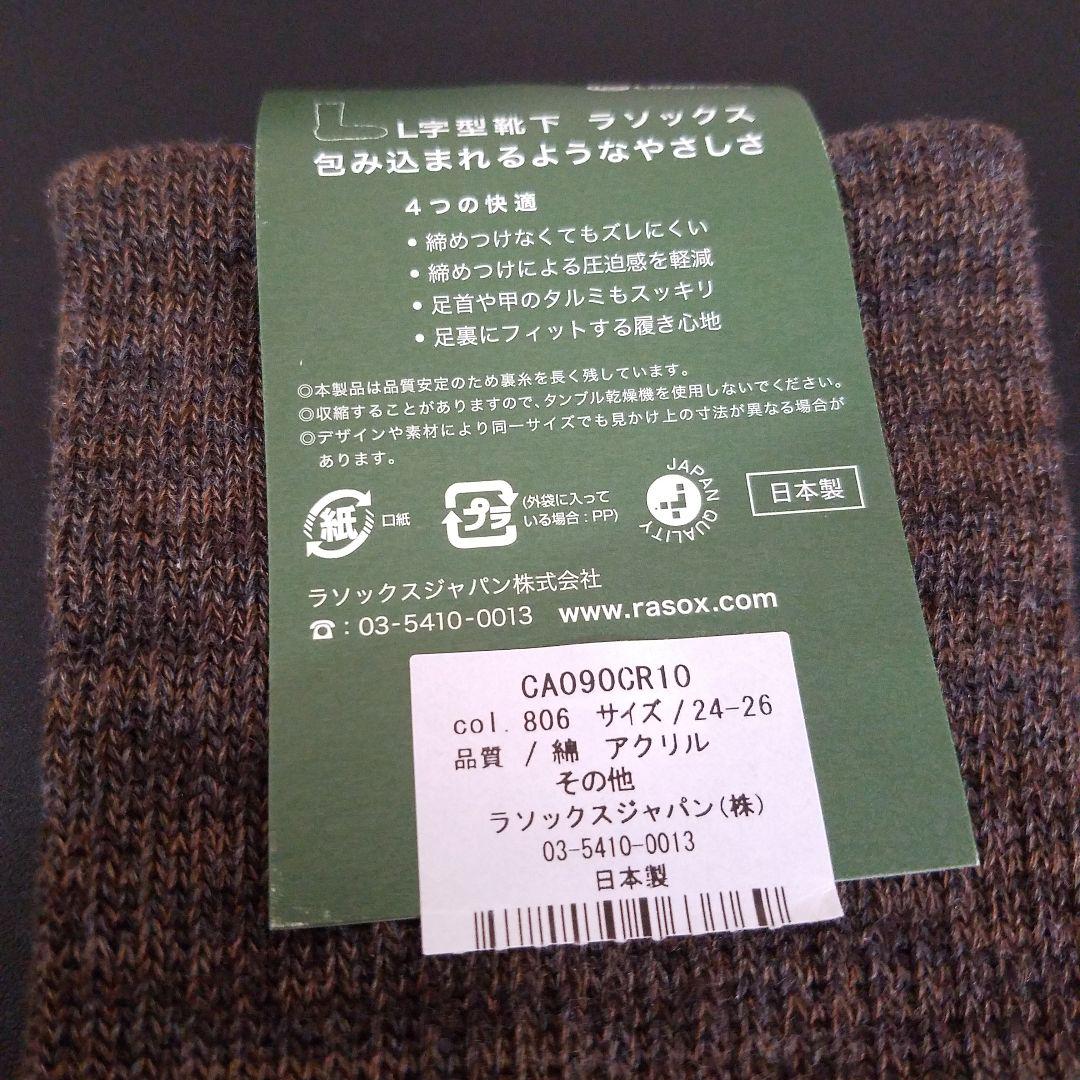 L字型靴下 ラソックス
包み込まれるようなやさしさ
4つの快適
• 締めつけなくてもズレにくい
• 締めつけによる圧迫感を軽減
• 足首や甲のタルミもスッキリ
• 足裏にフィットする履き心地
◎本製品は品質安定のため裏糸を長く残しています。
◎収縮することがありますので、タンブル乾燥機を使用しないでください。
◎デザインや素材により同一サイズでも見かけ上の寸法が異なる場合が
あります。
紙 口紙
プラ (外袋に入って
いる場合：PP)
JAPAN QUALITY
日本製
ラソックスジャパン株式会社
☎：03-5410-0013 www.rasox.com
CA090CR10
col. 806 サイズ/24-26
品質 / 綿 アクリル
その他
ラソックスジャパン(株)
03-5410-0013
日本製